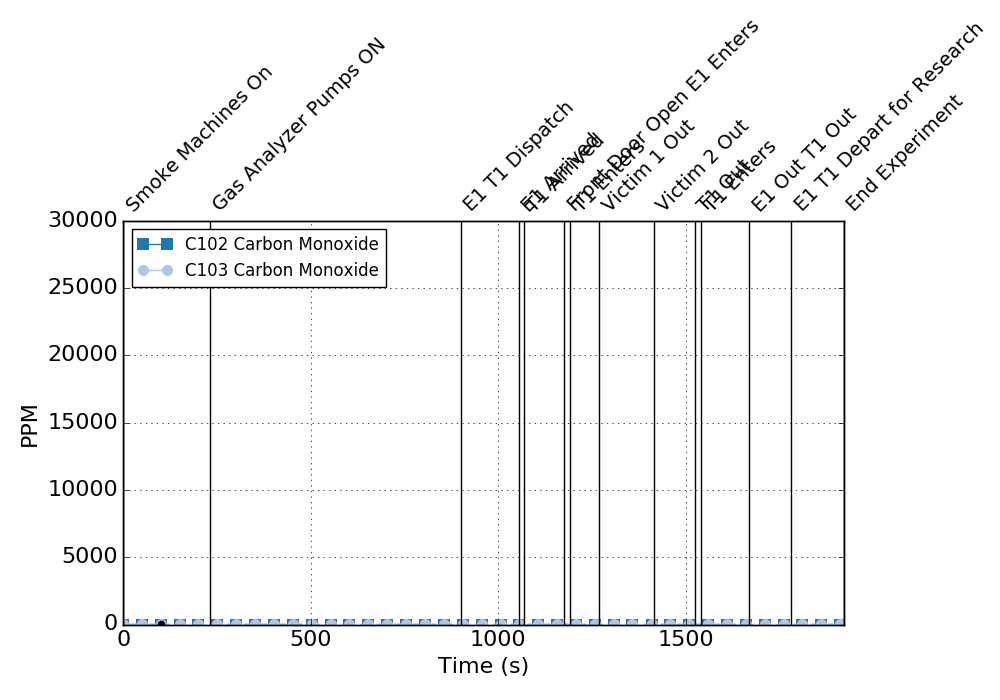 Smoke Machines On
Gas Analyzer Pumps ON
E1 T1 Dispatch
E1 Arrived
T1 Arrived
Front Door Open E1 Enters
T1 Enters
Victim 1 Out
Victim 2 Out
T1 Out
T1 Enters
E1 Out T1 Out
E1 T1 Depart for Research
End Experiment
30000
25000
20000
15000
10000
5000
0
C102 Carbon Monoxide
C103 Carbon Monoxide
PPM
0 500 1000 1500
Time (s)